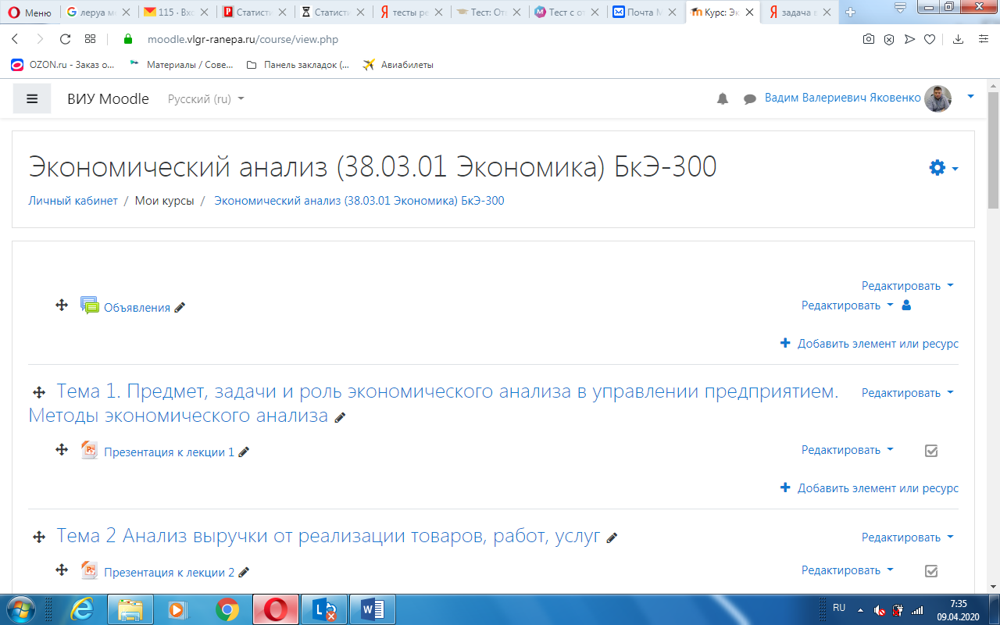 Меню
леруа м
115 · Вхо
Статисти
Статисти
тесты ре
Тест: От
Тест с от
Почта М
Курс: Эк
задача в
moodle.vlgr-ranepa.ru/course/view.php
OZON.ru - Заказ о... Материалы / Сове... Панель закладок (... Авиабилеты
ВИУ Moodle Русский (ru) Вадим Валериевич Яковенко
Экономический анализ (38.03.01 Экономика) БкЭ-300
Личный кабинет / Мои курсы / Экономический анализ (38.03.01 Экономика) БкЭ-300
Редактировать
Объявления Редактировать
Добавить элемент или ресурс
Тема 1. Предмет, задачи и роль экономического анализа в управлении предприятием. Редактировать
Методы экономического анализа
Презентация к лекции 1 Редактировать
Добавить элемент или ресурс
Тема 2 Анализ выручки от реализации товаров, работ, услуг Редактировать
Презентация к лекции 2 Редактировать
RU 7:35
09.04.2020